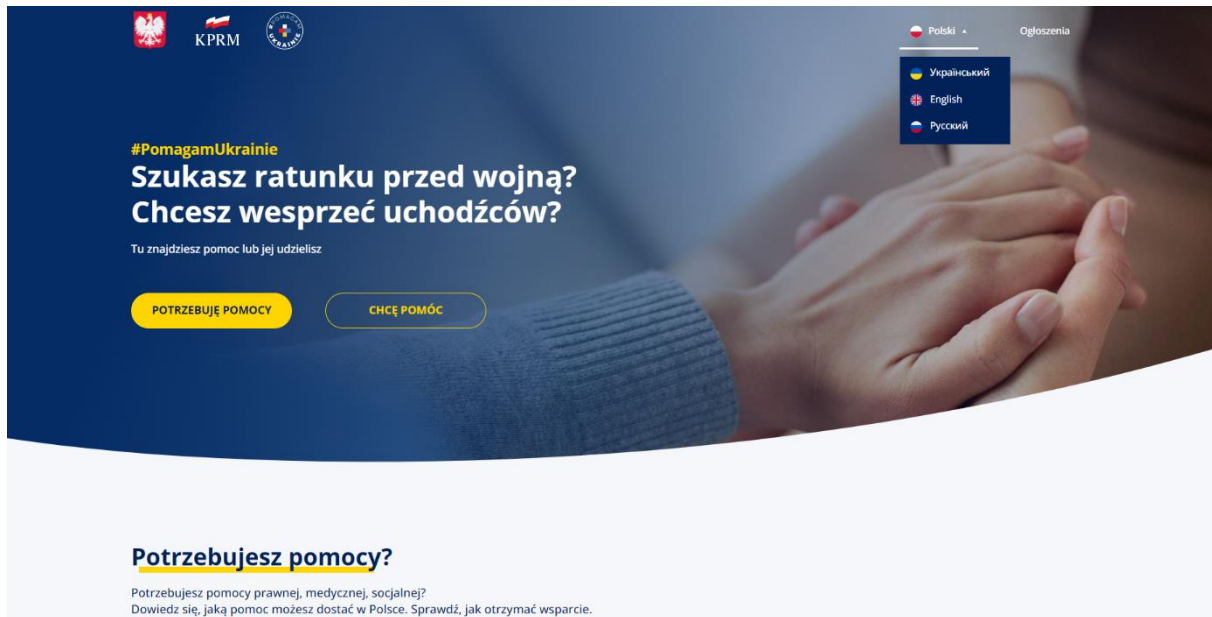 KPRM
#POMAGAM UKRAINIE
Polski
Ogłoszenia
Український
English
Русский
#PomagamUkrainie
Szukasz ratunku przed wojną?
Chcesz wesprzeć uchodźców?
Tu znajdziesz pomoc lub jej udzielisz
POTRZEBUJĘ POMOCY
CHCĘ POMÓC
Potrzebujesz pomocy?
Potrzebujesz pomocy prawnej, medycznej, socjalnej?
Dowiedz się, jaką pomoc możesz dostać w Polsce. Sprawdź, jak otrzymać wsparcie.